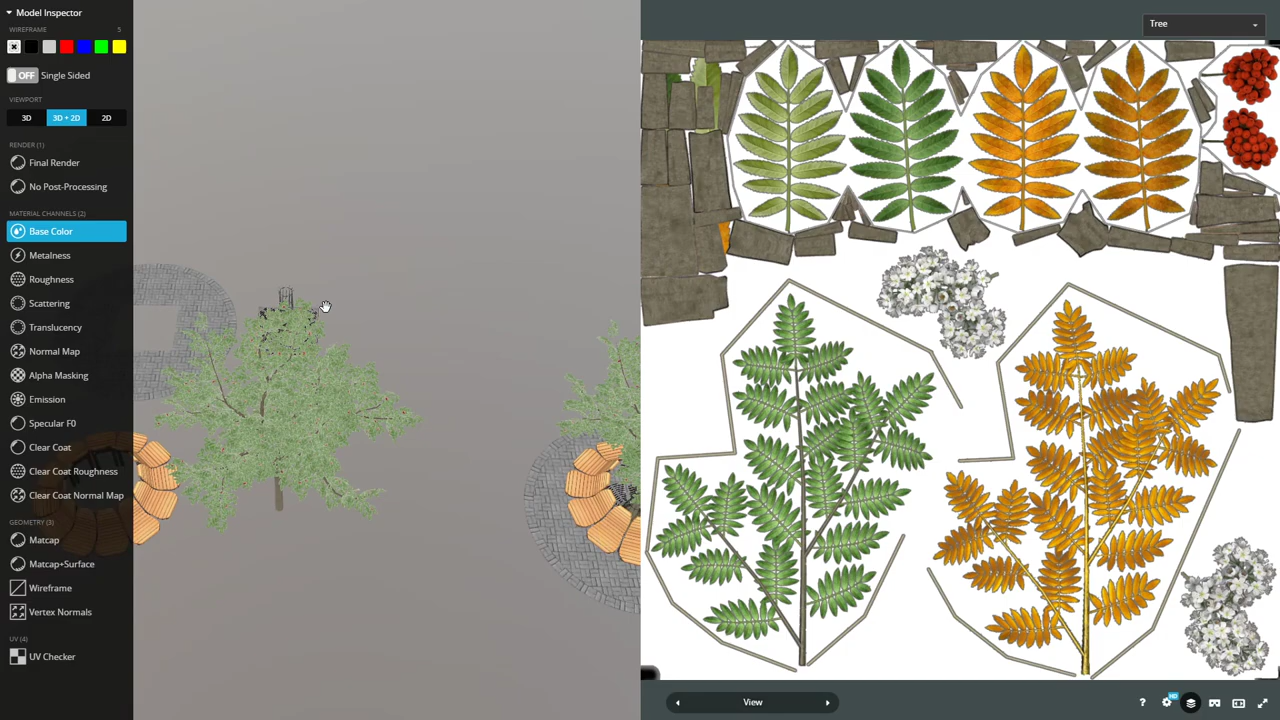 Model Inspector
WIREFRAME 5
OFF Single Sided
VIEWPORT
3D 3D + 2D 2D
RENDER (1)
Final Render
No Post-Processing
MATERIAL CHANNELS (2)
Base Color
Metalness
Roughness
Scattering
Translucency
Normal Map
Alpha Masking
Emission
Specular F0
Clear Coat
Clear Coat Roughness
Clear Coat Normal Map
GEOMETRY (3)
Matcap
Matcap+Surface
Wireframe
Vertex Normals
UV (4)
UV Checker
Tree
View
? HD